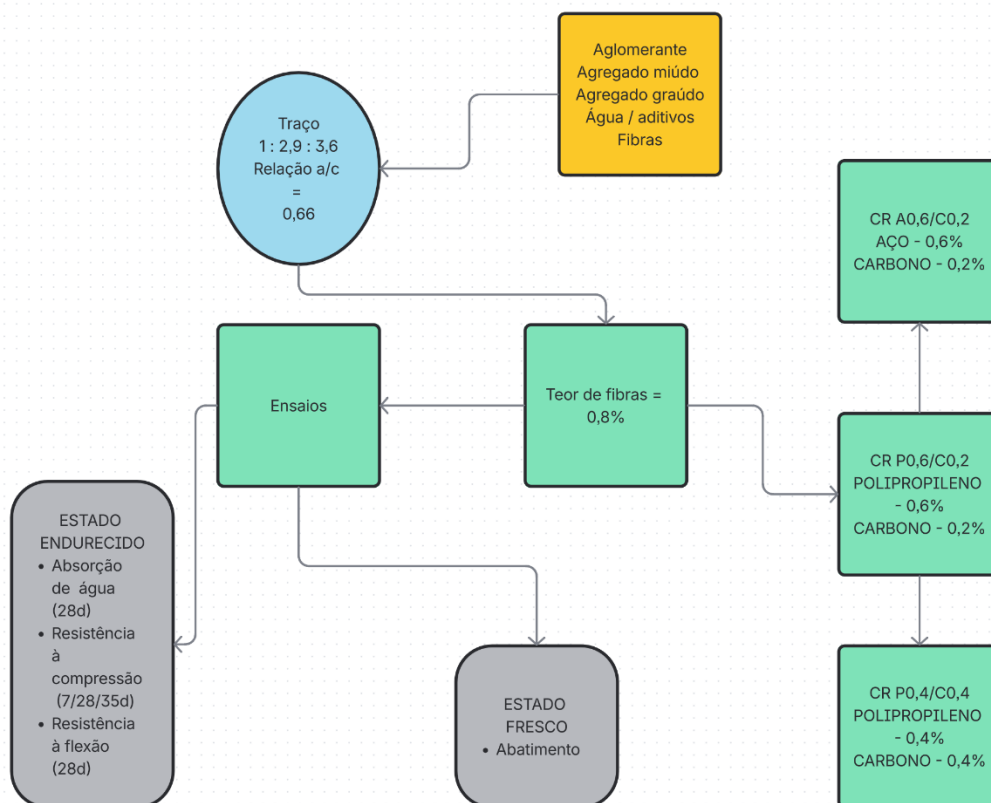 Aglomerante
Agregado miúdo
Agregado graúdo
Água / aditivos
Fibras
Traço
1 : 2,9 : 3,6
Relação a/c
=
0,66
CR A0,6/C0,2
AÇO - 0,6%
CARBONO - 0,2%
Ensaios
Teor de fibras =
0,8%
CR P0,6/C0,2
POLIPROPILENO
- 0,6%
CARBONO - 0,2%
ESTADO
ENDURECIDO
• Absorção
de água
(28d)
• Resistência
à
compressão
(7/28/35d)
• Resistência
à flexão
(28d)
ESTADO
FRESCO
• Abatimento
CR P0,4/C0,4
POLIPROPILENO
- 0,4%
CARBONO - 0,4%